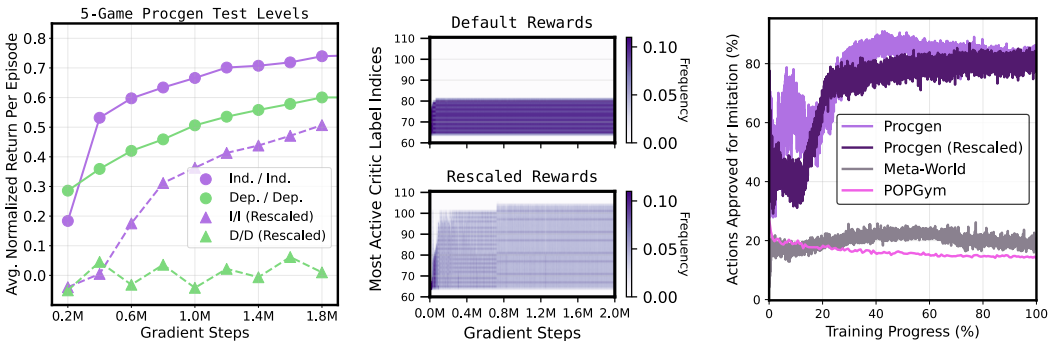 5-Game Procgen Test Levels
Avg. Normalized Return Per Episode
0.8
0.7
0.6
0.5
0.4
0.3
0.2
0.1
0.0
Ind. / Ind.
Dep. / Dep.
I/I (Rescaled)
D/D (Rescaled)
0.2M 0.6M 1.0M 1.4M 1.8M
Gradient Steps
Most Active Critic Label Indices
Default Rewards
110
100
90
80
70
60
0.10
0.05
0.00
Frequency
Rescaled Rewards
110
100
90
80
70
60
0.0M 0.4M 0.8M 1.2M 1.6M 2.0M
Gradient Steps
0.10
0.05
0.00
Frequency
Actions Approved for Imitation (%)
80
60
40
20
0
Procgen
Procgen (Rescaled)
Meta-World
POPGym
0 20 40 60 80 100
Training Progress (%)